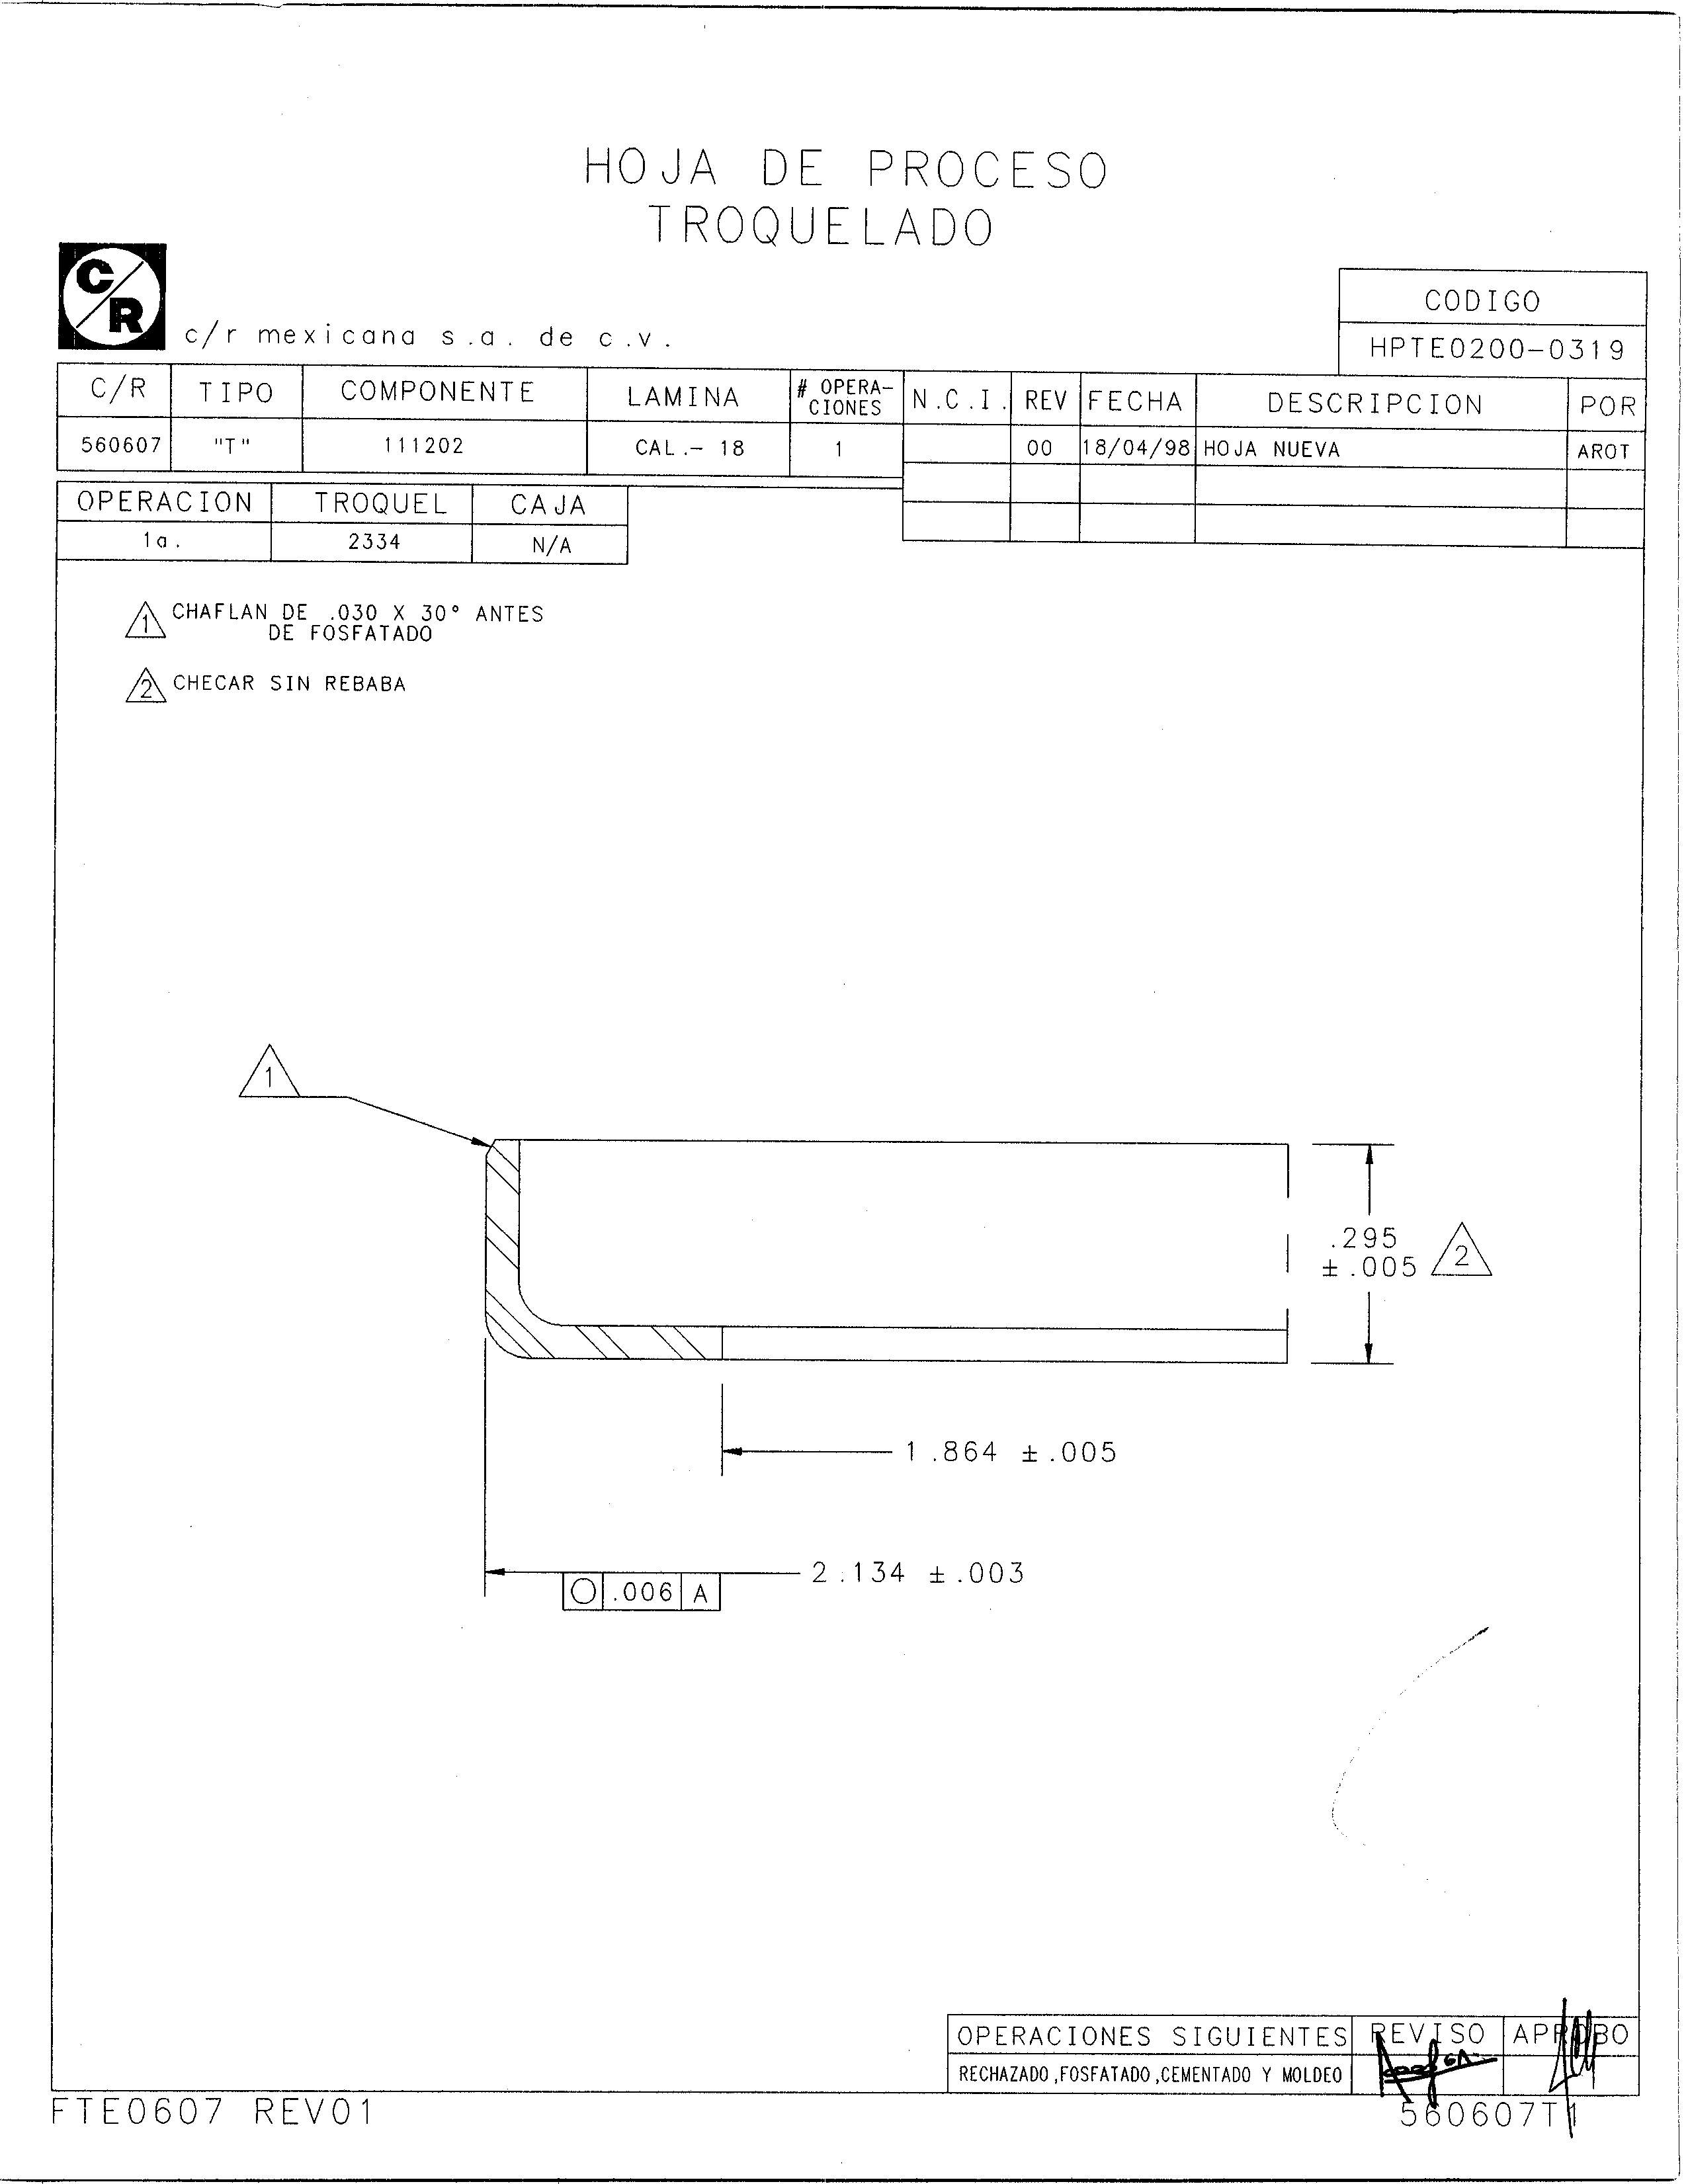 HOJA DE PROCESO
TROQUELADO
C/R
c/r mexicana s.a. de c.v.
CODIGO
HPTE0200-0319
C/R TIPO COMPONENTE LAMINA # OPERA-CIONES N.C.I. REV FECHA DESCRIPCION POR
560607 "T" 111202 CAL.- 18 1 00 18/04/98 HOJA NUEVA AROT
OPERACION TROQUEL CAJA
1a. 2334 N/A
1 CHAFLAN DE .030 X 30° ANTES
DE FOSFATADO
2 CHECAR SIN REBABA
1
.295
±.005 2
1.864 ±.005
2.134 ±.003
.006 A
OPERACIONES SIGUIENTES REVISO APROBO
RECHAZADO,FOSFATADO,CEMENTADO Y MOLDEO
FTE0607 REV01
560607T1